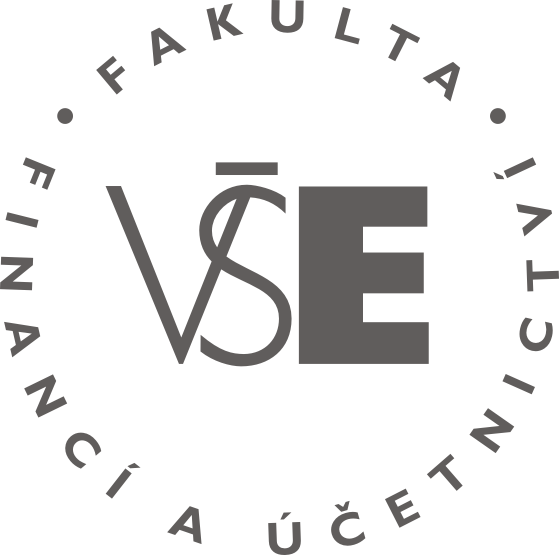 FAKULTA
FINANCÍ A ÚČETNICTVÍ
VŠE